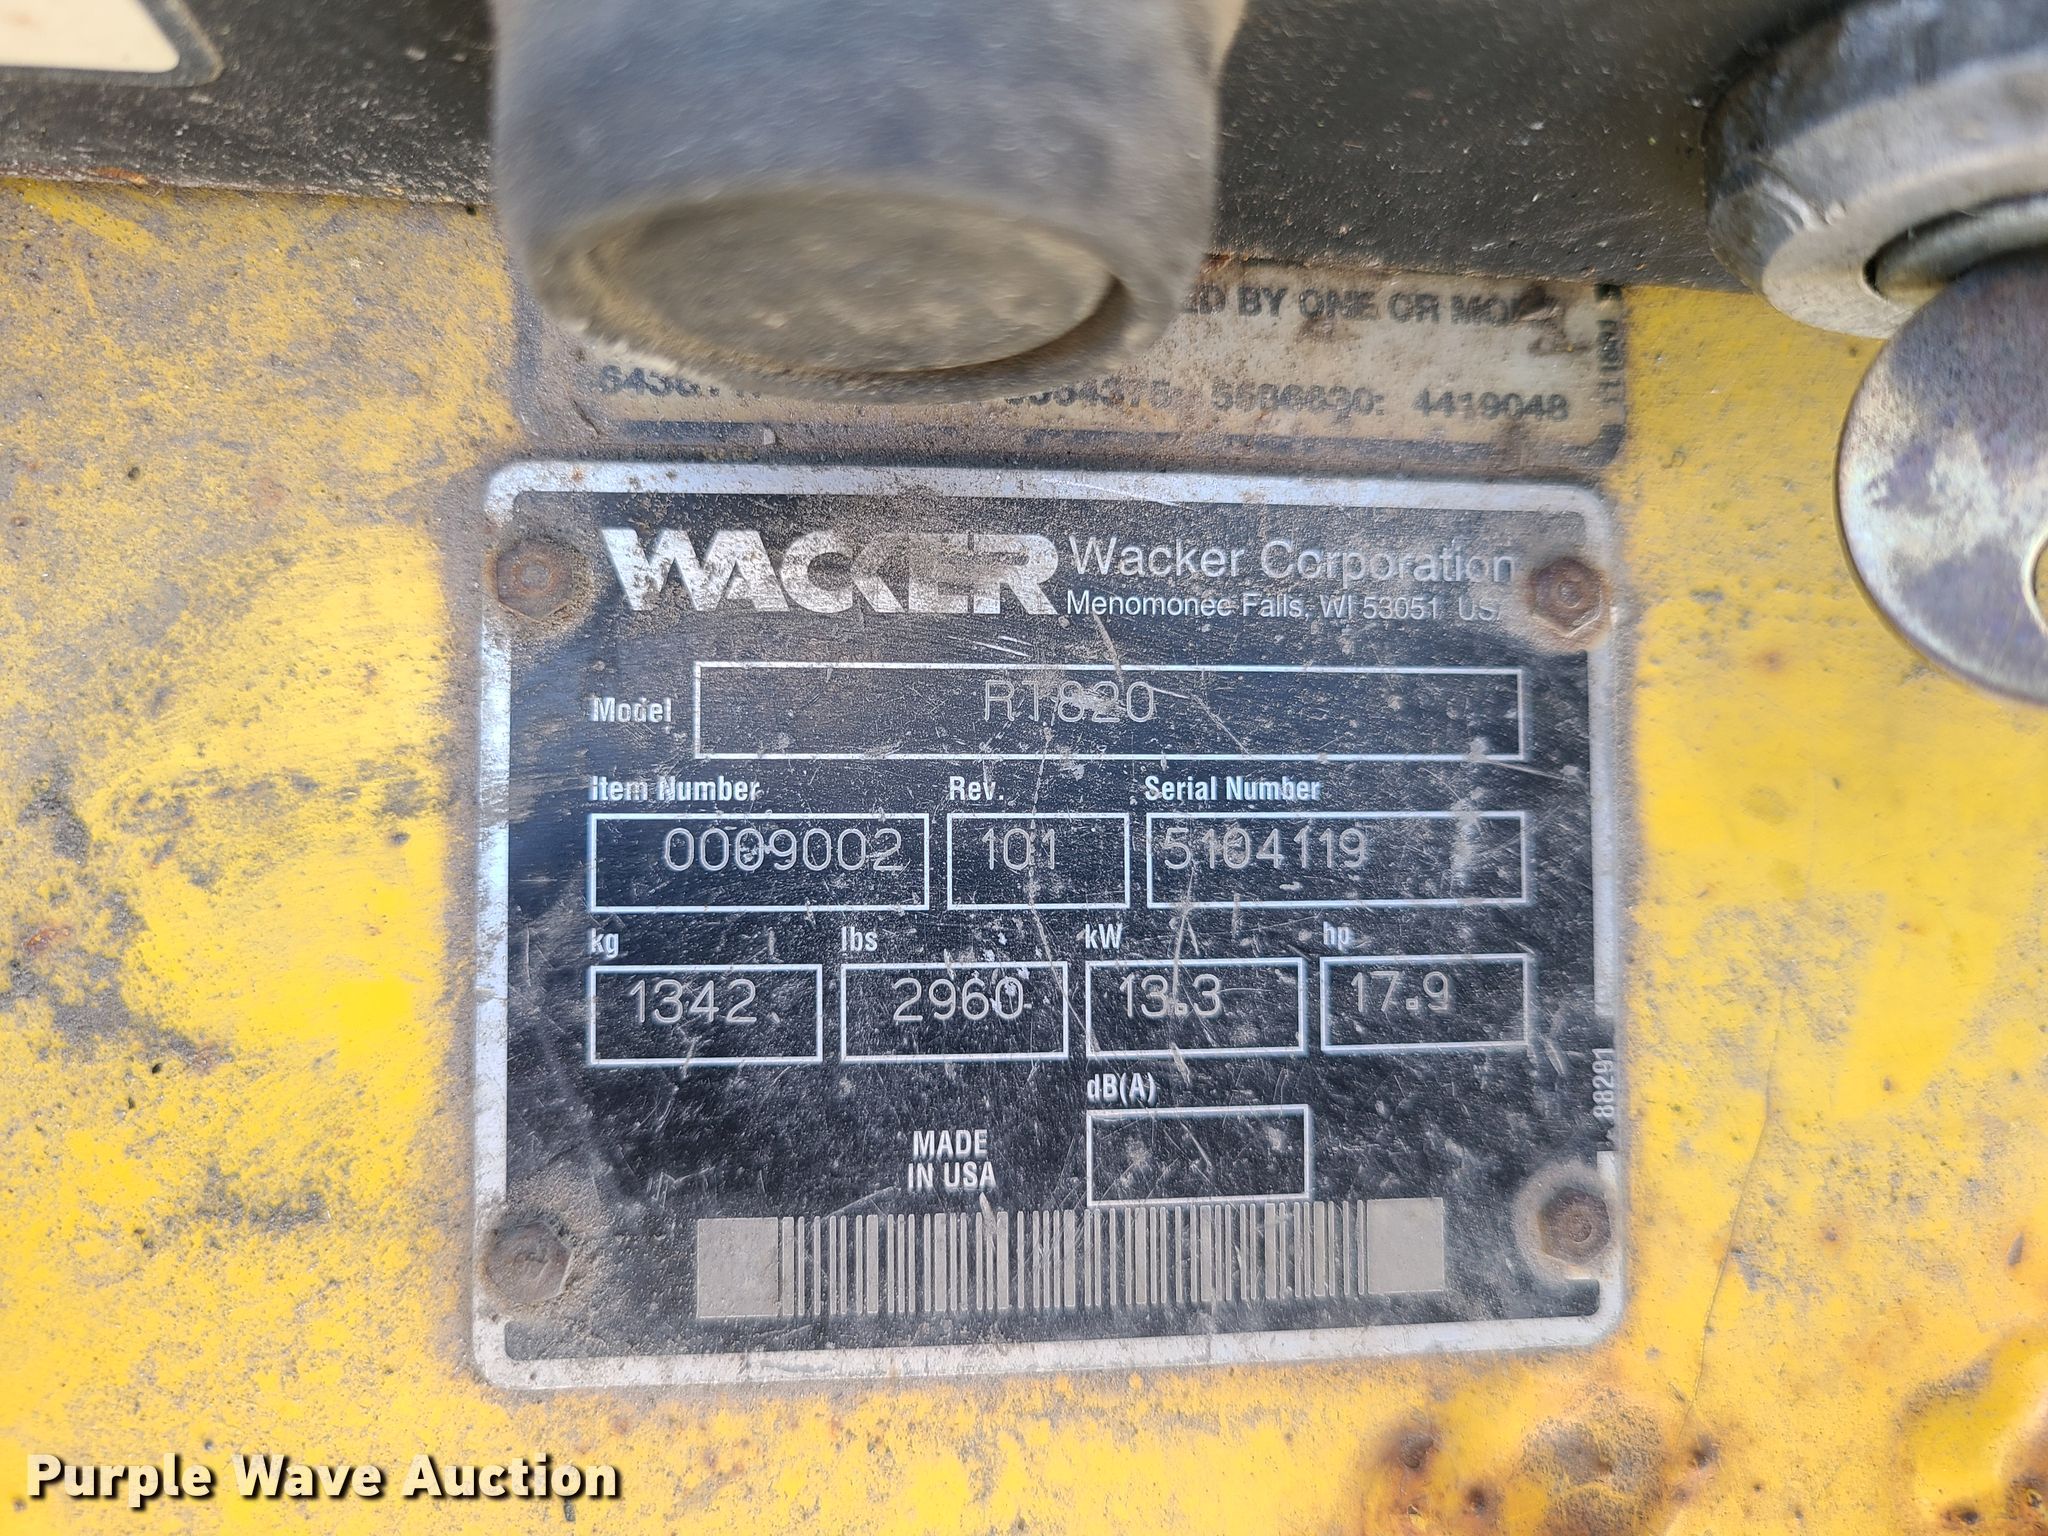 BY ONE OR MORE
5586630: 4419048
WACKER Wacker Corporation
Menomonee Falls, WI 53051 US
Model RT820
Item Number Rev. Serial Number
0009002 101 5104119
kg lbs kW hp
1342 2960 13.3 17.9
dB(A)
MADE
IN USA
88291
Purple Wave Auction